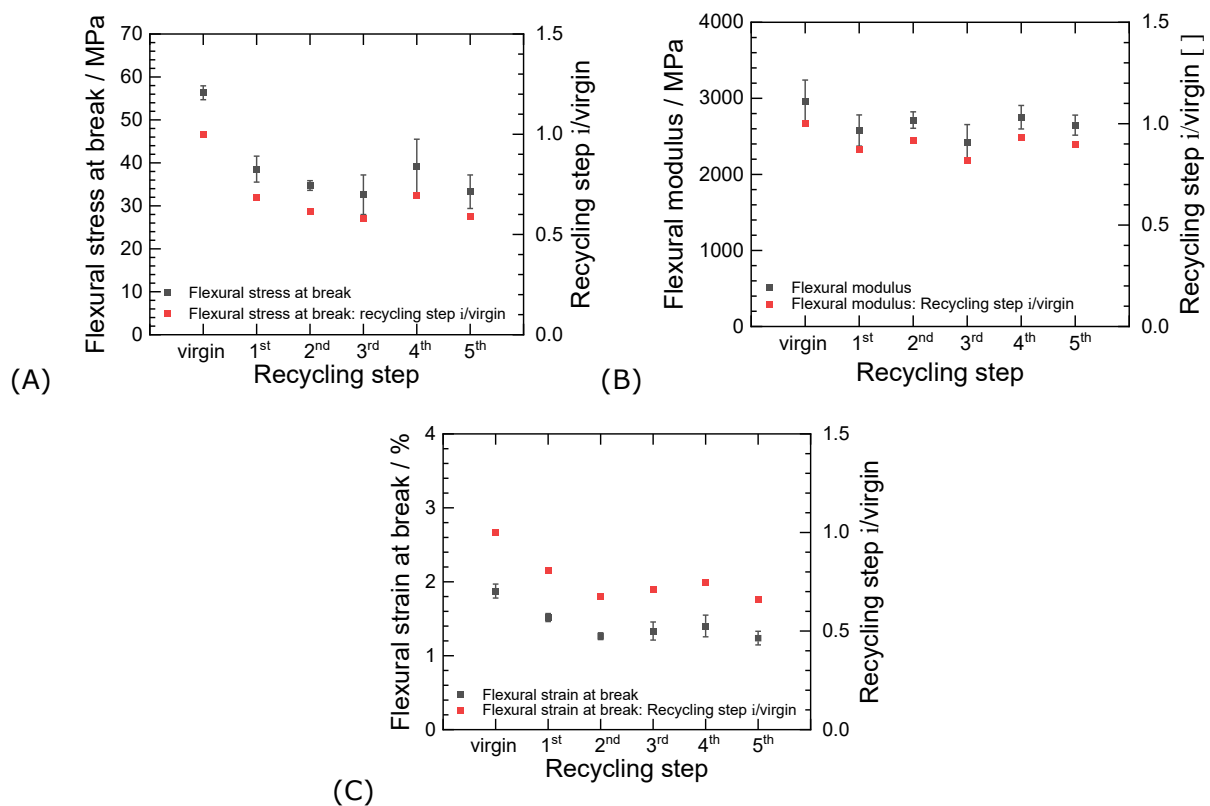 Flexural stress at break / MPa
70
60
50
40
30
20
10
0
1.5
1.0
0.5
0.0
Recycling step i/virgin
Flexural stress at break
Flexural stress at break: recycling step i/virgin
virgin 1st 2nd 3rd 4th 5th
Recycling step
(A)
Flexural modulus / MPa
4000
3000
2000
1000
0
1.5
1.0
0.5
0.0
Recycling step i/virgin [ ]
Flexural modulus
Flexural modulus: Recycling step i/virgin
virgin 1st 2nd 3rd 4th 5th
Recycling step
(B)
Flexural strain at break / %
4
3
2
1
0
1.5
1.0
0.5
0.0
Recycling step i/virgin
Flexural strain at break
Flexural strain at break: Recycling step i/virgin
virgin 1st 2nd 3rd 4th 5th
Recycling step
(C)